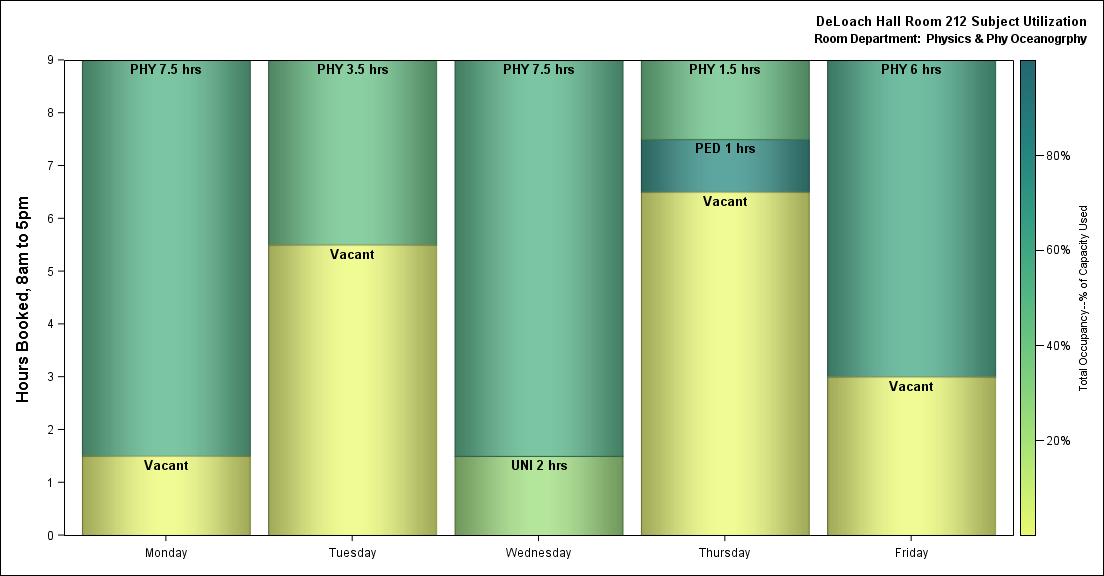 DeLoach Hall Room 212 Subject Utilization
Room Department: Physics & Phy Oceanogrphy
Hours Booked, 8am to 5pm
9
8
7
6
5
4
3
2
1
0
PHY 7.5 hrs
Vacant
PHY 3.5 hrs
Vacant
PHY 7.5 hrs
UNI 2 hrs
PHY 1.5 hrs
PED 1 hrs
Vacant
PHY 6 hrs
Vacant
Monday
Tuesday
Wednesday
Thursday
Friday
80%
60%
40%
20%
Total Occupancy--% of Capacity Used